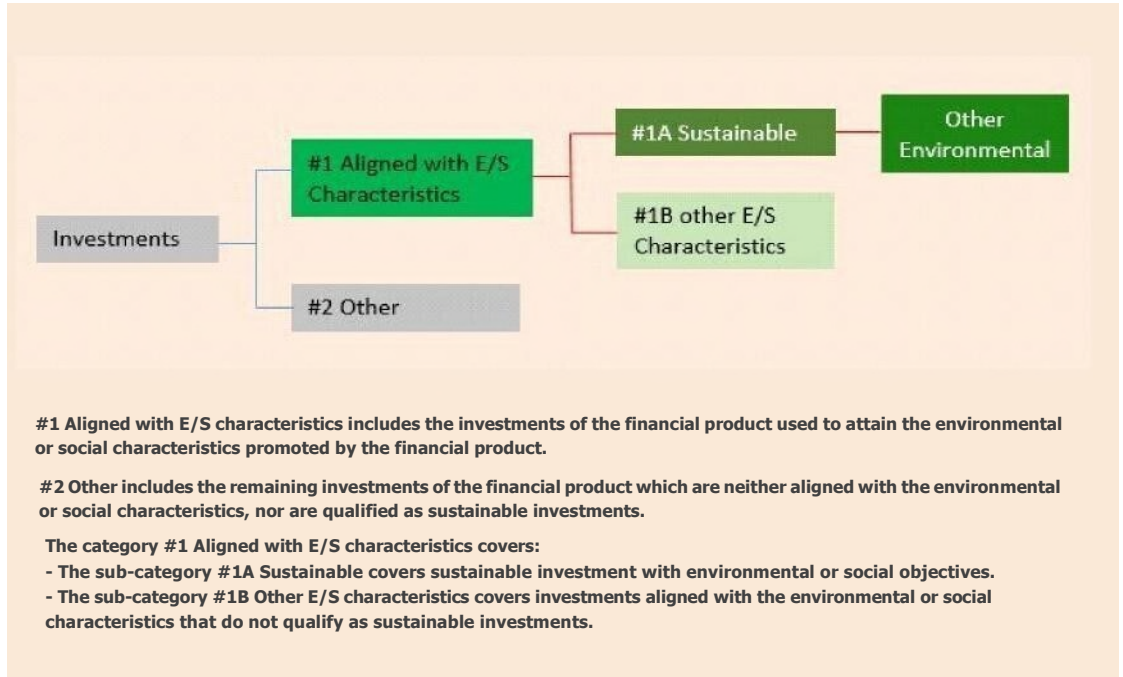 Investments
#1 Aligned with E/S
Characteristics
#2 Other
#1A Sustainable
#1B other E/S
Characteristics
Other
Environmental
#1 Aligned with E/S characteristics includes the investments of the financial product used to attain the environmental
or social characteristics promoted by the financial product.
#2 Other includes the remaining investments of the financial product which are neither aligned with the environmental
or social characteristics, nor are qualified as sustainable investments.
The category #1 Aligned with E/S characteristics covers:
- The sub-category #1A Sustainable covers sustainable investment with environmental or social objectives.
- The sub-category #1B Other E/S characteristics covers investments aligned with the environmental or social
characteristics that do not qualify as sustainable investments.